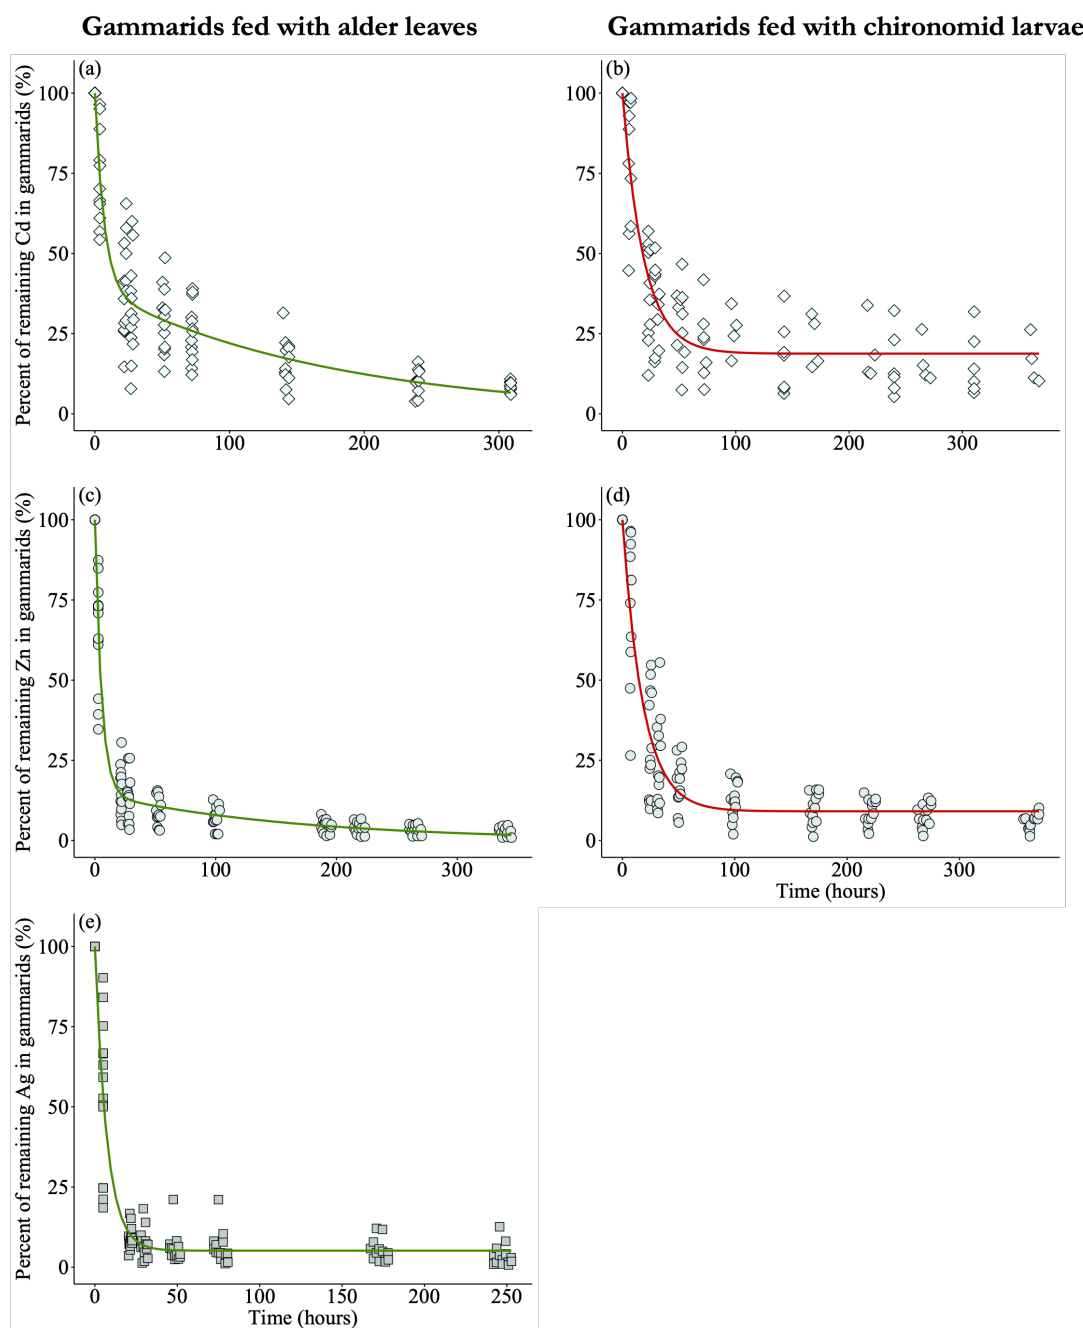 Gammarids fed with alder leaves
Gammarids fed with chironomid larvae
(a)
Percent of remaining Cd in gammarids (%)
100
75
50
25
0
0 100 200 300
(b)
100
75
50
25
0
0 100 200 300
(c)
Percent of remaining Zn in gammarids (%)
100
75
50
25
0
0 100 200 300
(d)
100
75
50
25
0
0 100 200 300
Time (hours)
(e)
Percent of remaining Ag in gammarids (%)
100
75
50
25
0
0 50 100 150 200 250
Time (hours)